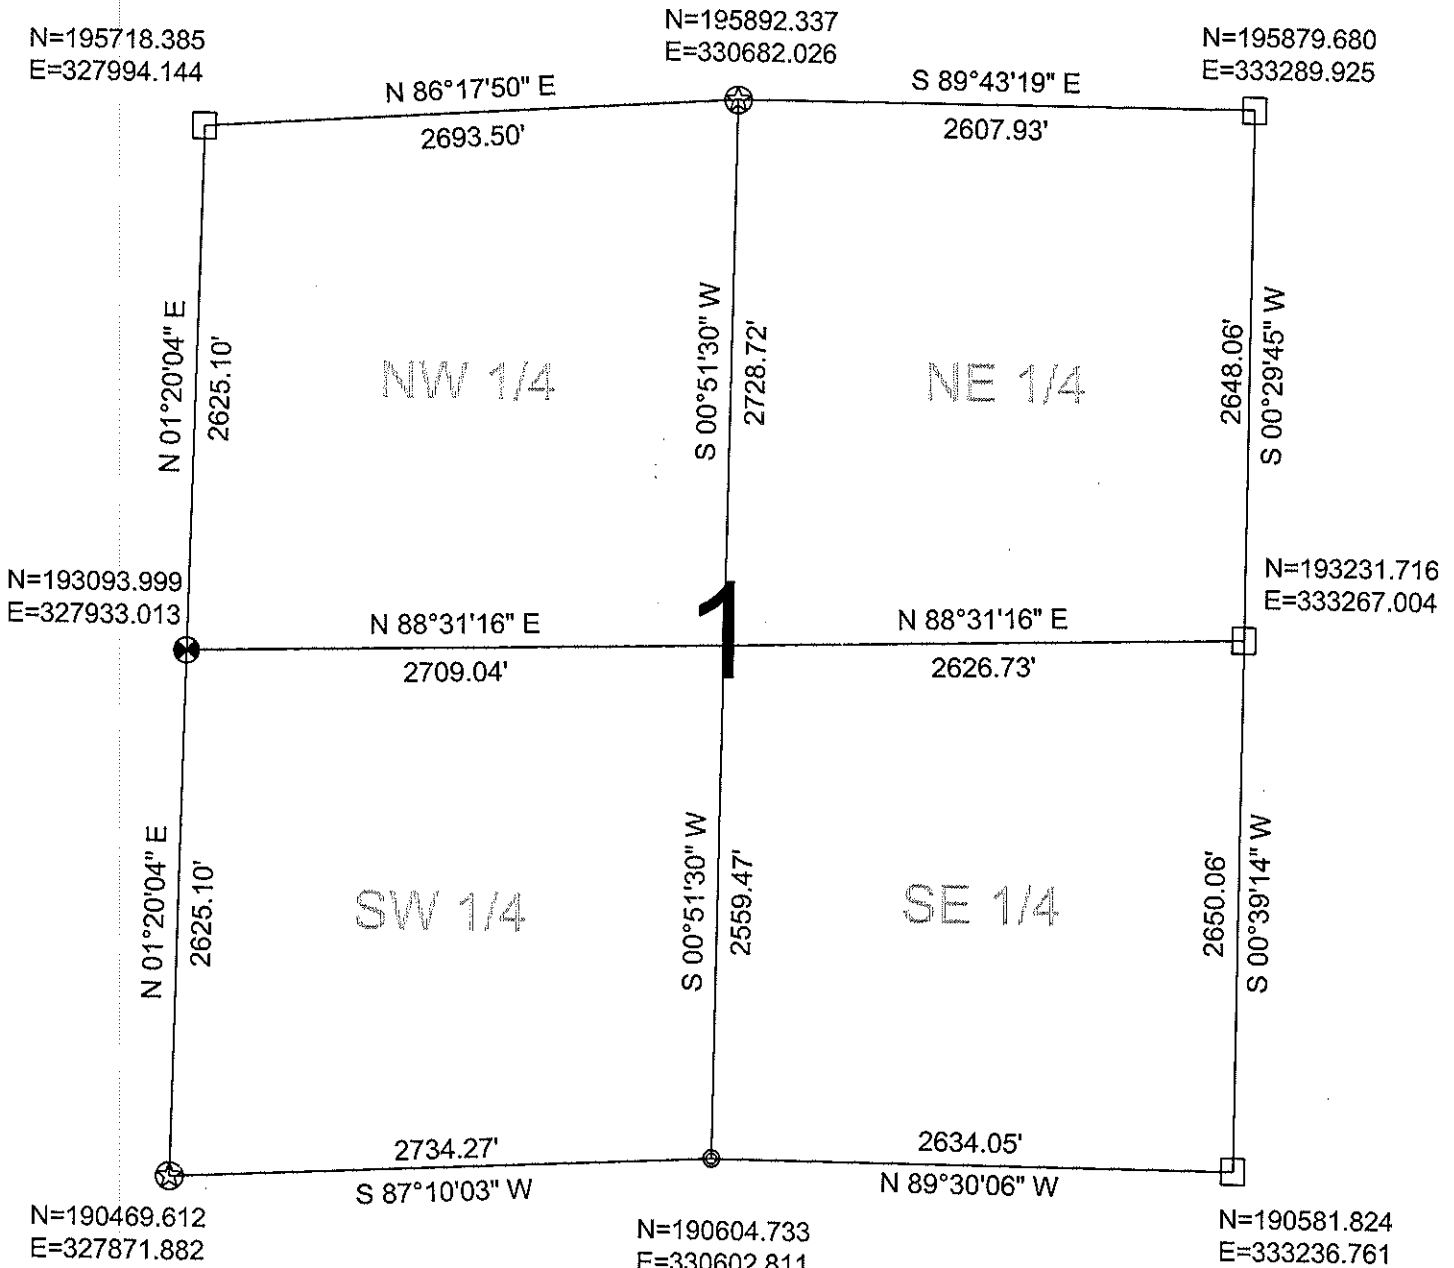 N=195892.337
E=330682.026
N=195718.385
E=327994.144
N=195879.680
E=333289.925
N 86°17'50" E
2693.50'
S 89°43'19" E
2607.93'
N 01°20'04" E
2625.10'
NW 1/4
S 00°51'30" W
2728.72'
NE 1/4
2648.06'
S 00°29'45" W
N=193093.999
E=327933.013
N 88°31'16" E
2709.04'
1
N 88°31'16" E
2626.73'
N=193231.716
E=333267.004
N 01°20'04" E
2625.10'
SW 1/4
S 00°51'30" W
2559.47'
SE 1/4
2650.06'
S 00°39'14" W
2734.27'
S 87°10'03" W
2634.05'
N 89°30'06" W
N=190469.612
E=327871.882
N=190604.733
E=330602.811
N=190581.824
E=333236.761